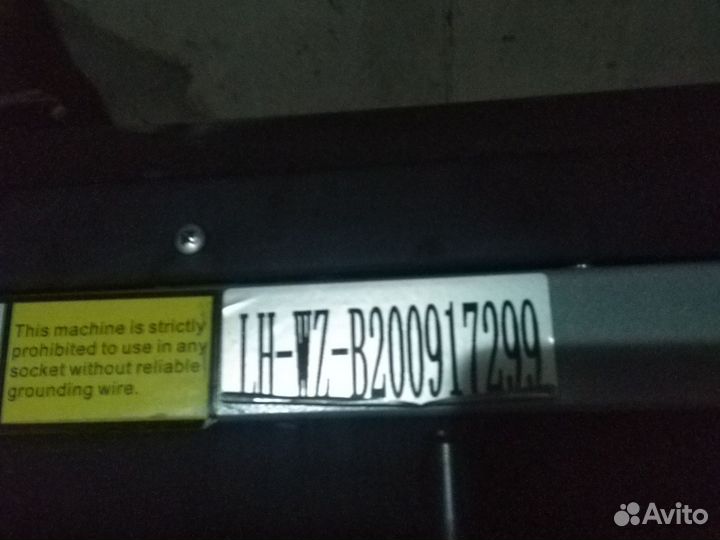 This machine is strictly
prohibited to use in any
socket without reliable
grounding wire.
LH-WZ-B200917299
Avito